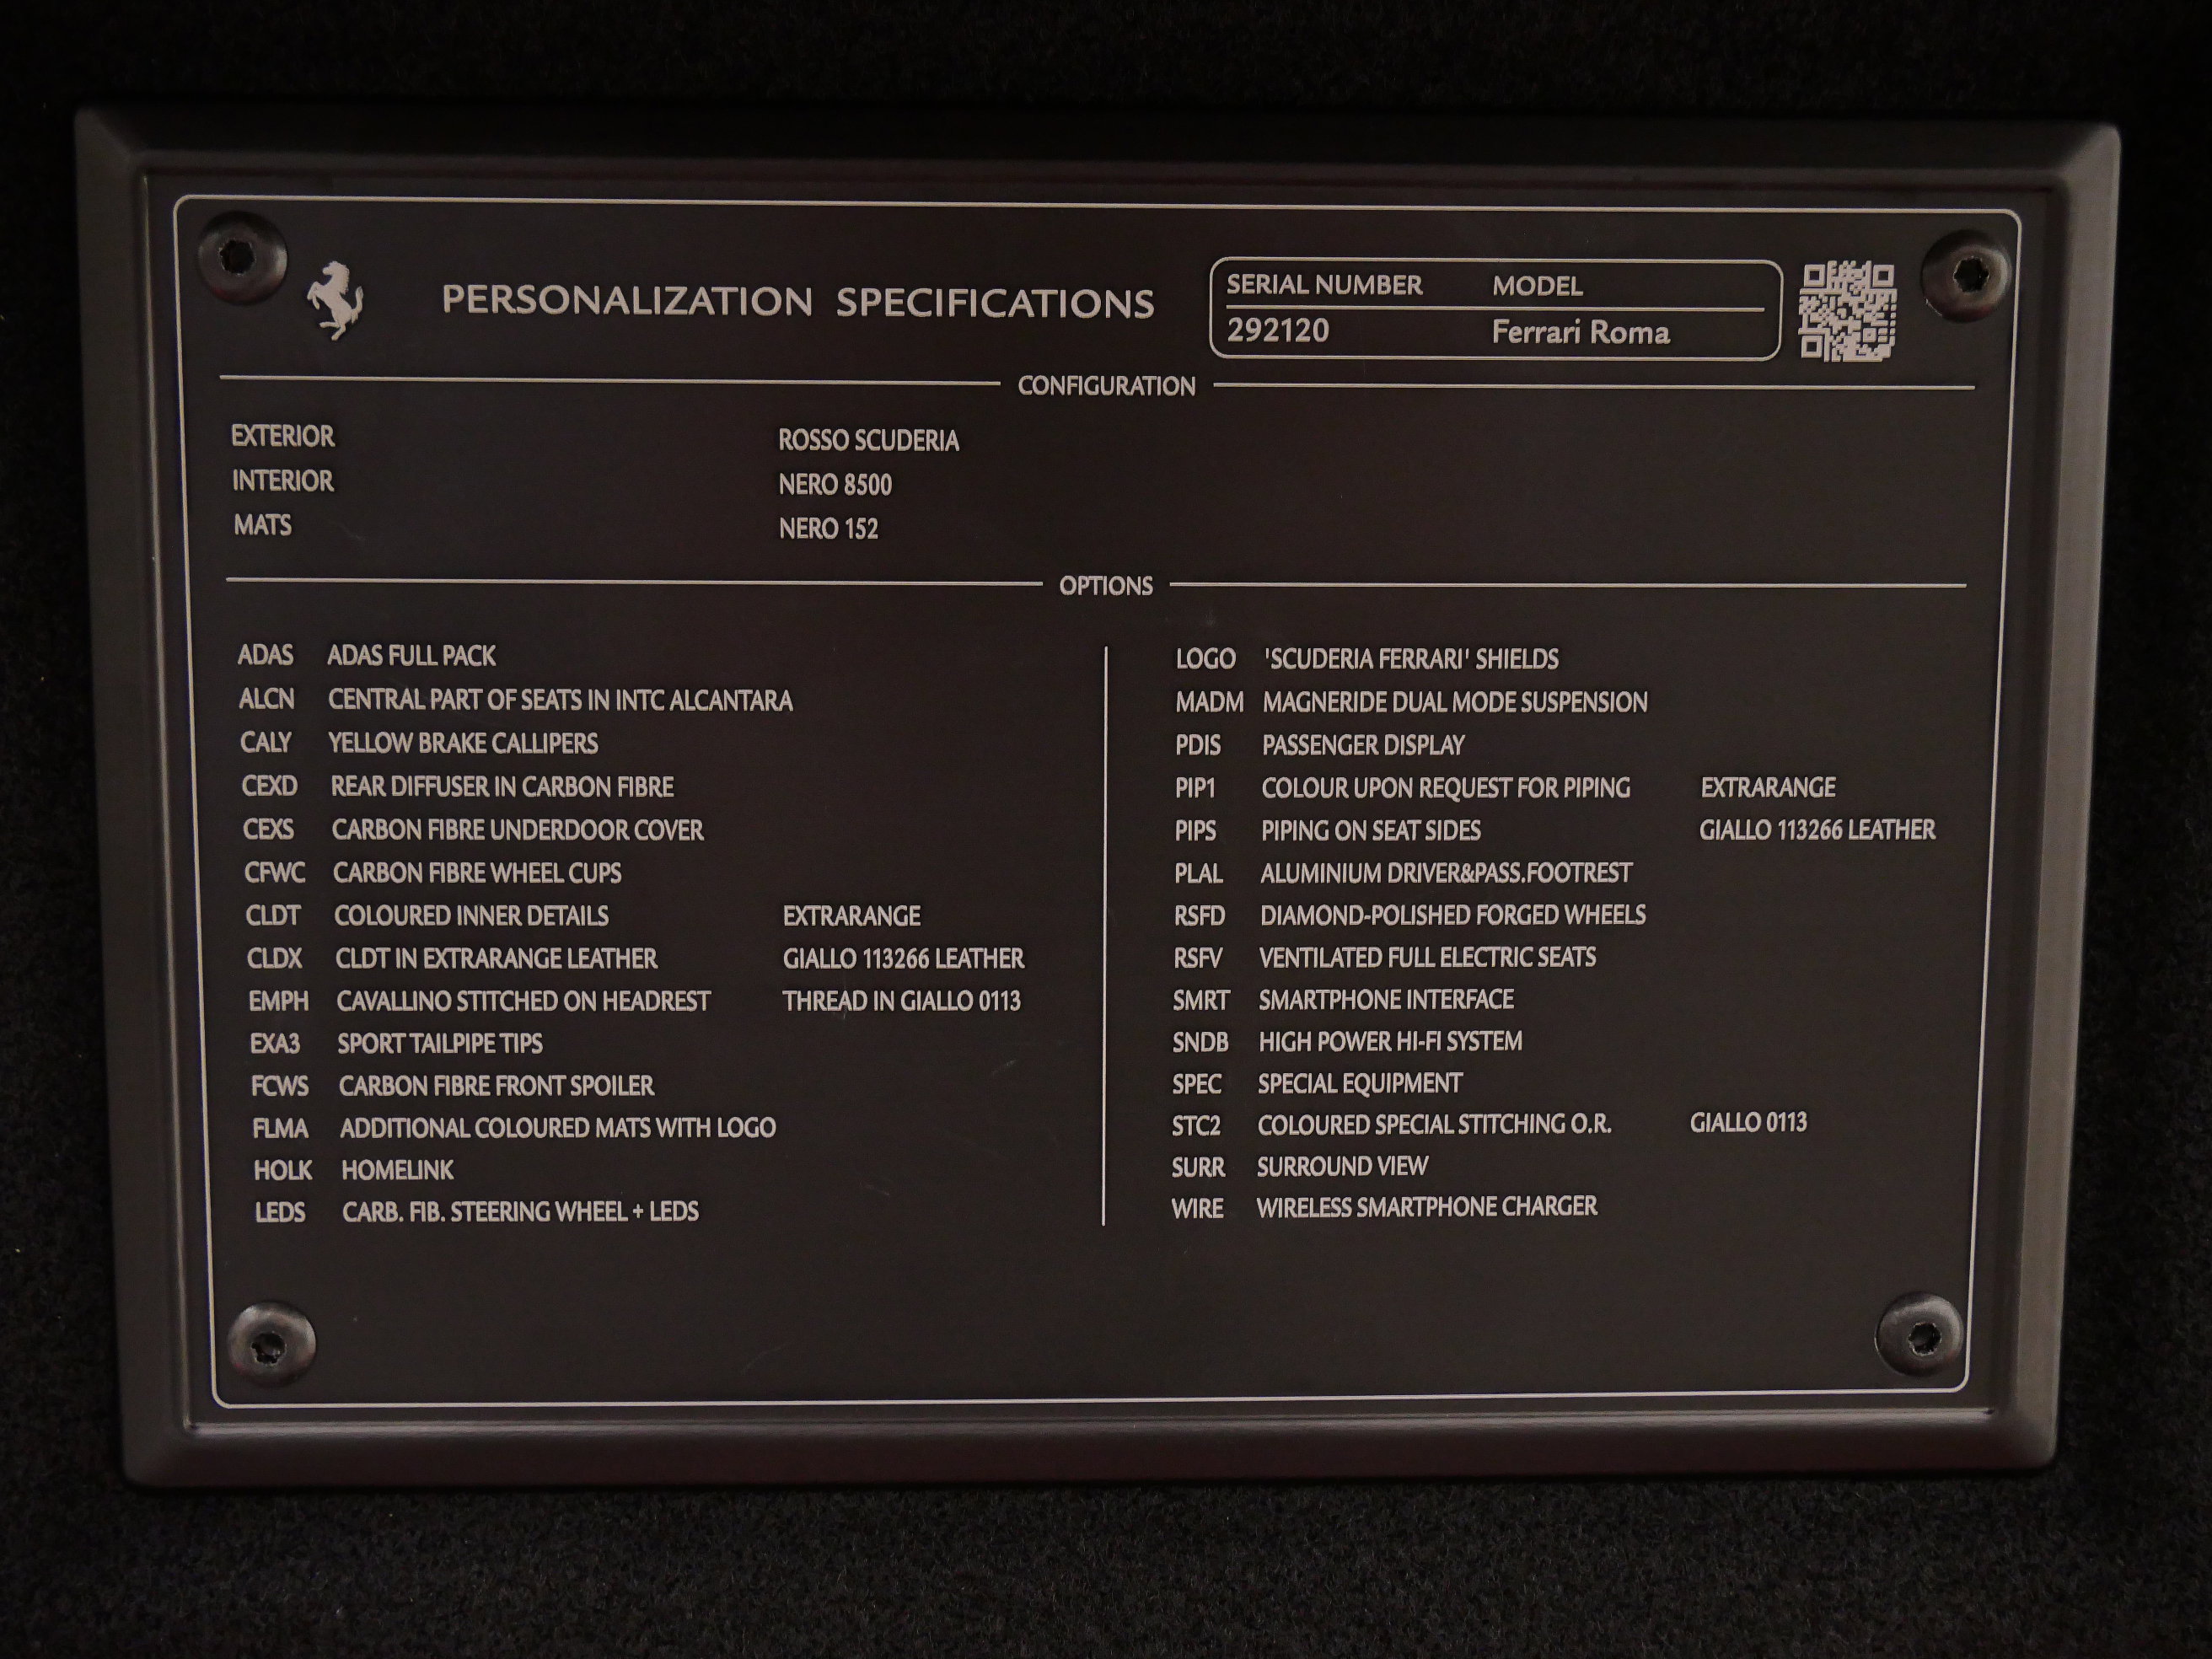 PERSONALIZATION SPECIFICATIONS
SERIAL NUMBER MODEL
292120 Ferrari Roma
CONFIGURATION
EXTERIOR ROSSO SCUDERIA
INTERIOR NERO 8500
MATS NERO 152
OPTIONS
ADAS ADAS FULL PACK
ALCN CENTRAL PART OF SEATS IN INTC ALCANTARA
CALY YELLOW BRAKE CALLIPERS
CEXD REAR DIFFUSER IN CARBON FIBRE
CEXS CARBON FIBRE UNDERDOOR COVER
CFWC CARBON FIBRE WHEEL CUPS
CLDT COLOURED INNER DETAILS EXTRARANGE
CLDX CLDT IN EXTRARANGE LEATHER GIALLO 113266 LEATHER
EMPH CAVALLINO STITCHED ON HEADREST THREAD IN GIALLO 0113
EXA3 SPORT TAILPIPE TIPS
FCWS CARBON FIBRE FRONT SPOILER
FLMA ADDITIONAL COLOURED MATS WITH LOGO
HOLK HOMELINK
LEDS CARB. FIB. STEERING WHEEL + LEDS
LOGO 'SCUDERIA FERRARI' SHIELDS
MADM MAGNERIDE DUAL MODE SUSPENSION
PDIS PASSENGER DISPLAY
PIP1 COLOUR UPON REQUEST FOR PIPING EXTRARANGE
PIPS PIPING ON SEAT SIDES GIALLO 113266 LEATHER
PLAL ALUMINIUM DRIVER&PASS.FOOTREST
RSFD DIAMOND-POLISHED FORGED WHEELS
RSFV VENTILATED FULL ELECTRIC SEATS
SMRT SMARTPHONE INTERFACE
SNDB HIGH POWER HI-FI SYSTEM
SPEC SPECIAL EQUIPMENT
STC2 COLOURED SPECIAL STITCHING O.R. GIALLO 0113
SURR SURROUND VIEW
WIRE WIRELESS SMARTPHONE CHARGER